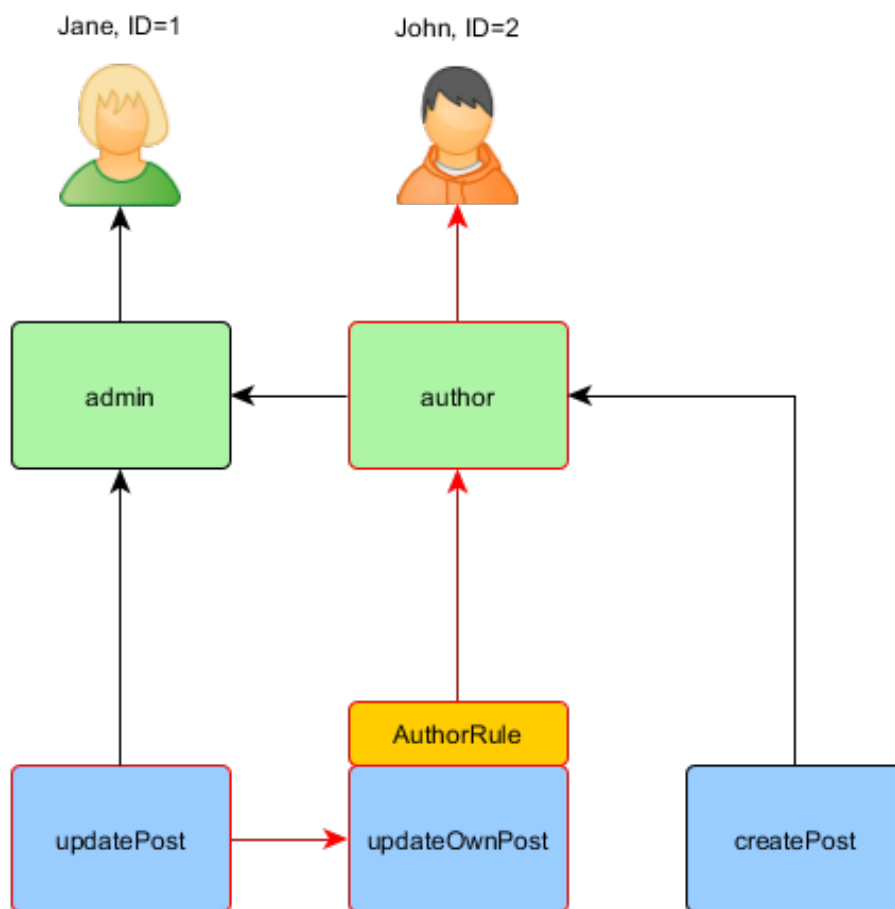 Jane, ID=1
John, ID=2
admin
author
AuthorRule
updatePost
updateOwnPost
createPost